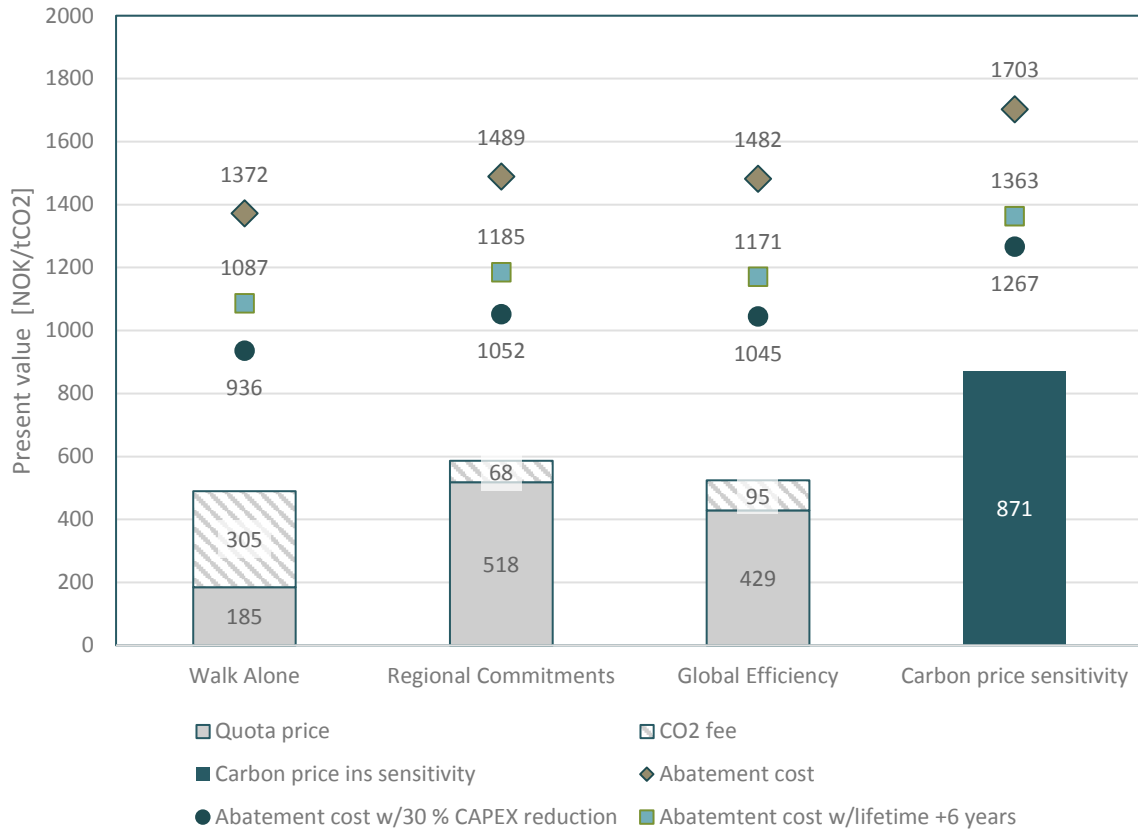 2000
1800
1600
1400
1200
1000
800
600
400
200
0
Present value [NOK/tCO2]
1372
1087
936
305
185
1489
1185
1052
68
518
1482
1171
1045
95
429
1703
1363
1267
871
Walk Alone
Regional Commitments
Global Efficiency
Carbon price sensitivity
Quota price
CO2 fee
Carbon price ins sensitivity
Abatement cost
Abatement cost w/30 % CAPEX reduction
Abatemtent cost w/lifetime +6 years